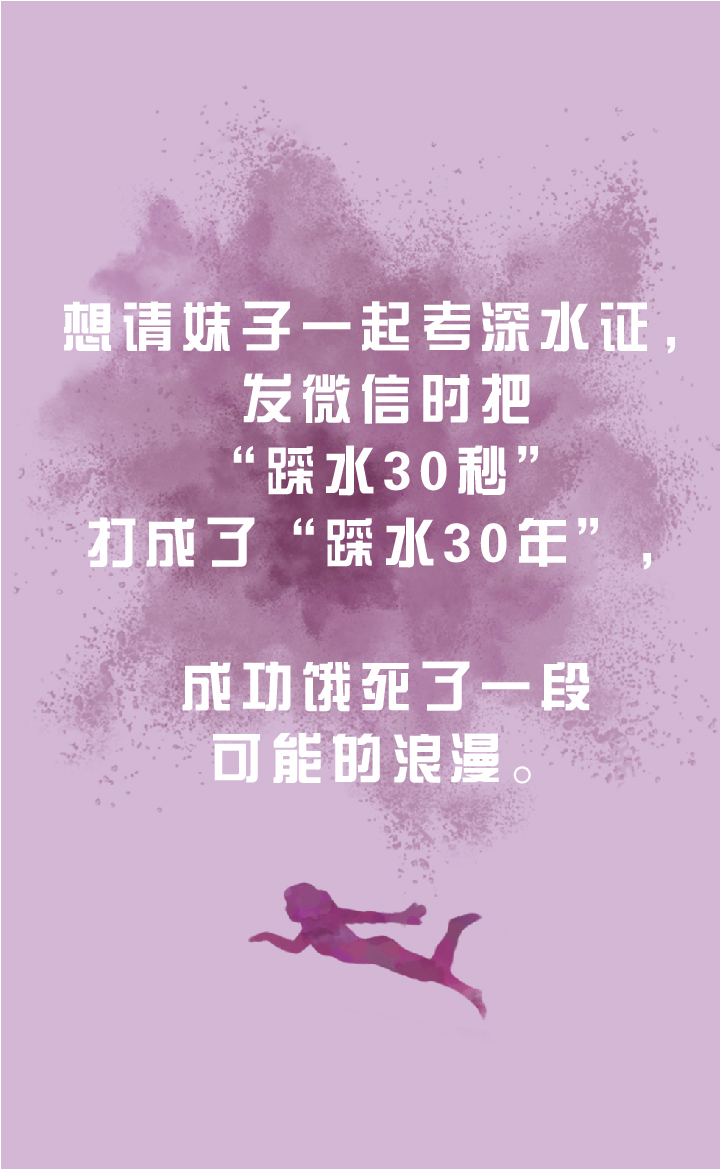 想请妹子一起考深水证，
发微信时把
“踩水30秒”
打成了“踩水30年”，
成功饿死了一段
可能的浪漫。